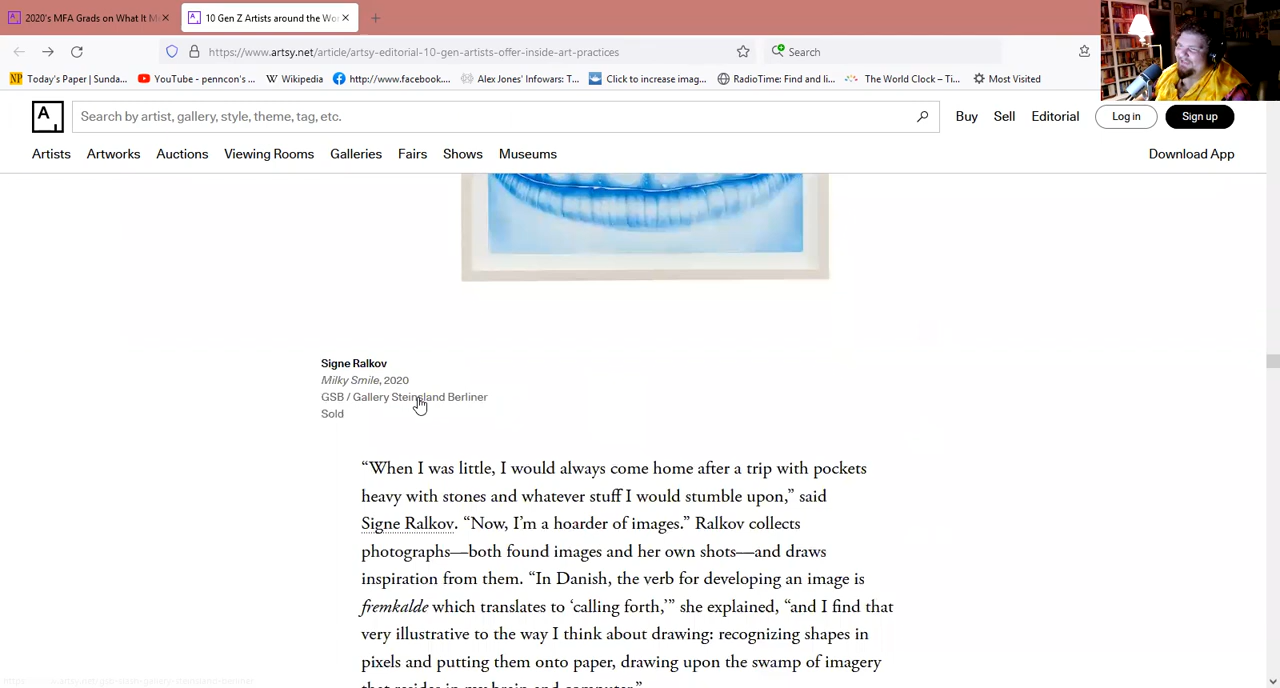 2020's MFA Grads on What It M
10 Gen Z Artists around the Wor
https://www.artsy.net/article/artsy-editorial-10-gen-artists-offer-inside-art-practices
Search
NP Today's Paper | Sunda...
YouTube - penncon's ...
W Wikipedia
http://www.facebook....
Alex Jones' Infowars: T...
Click to increase imag...
RadioTime: Find and li...
The World Clock – Ti...
Most Visited
A
Search by artist, gallery, style, theme, tag, etc.
Buy
Sell
Editorial
Log in
Sign up
Artists
Artworks
Auctions
Viewing Rooms
Galleries
Fairs
Shows
Museums
Download App
Signe Ralkov
Milky Smile, 2020
GSB / Gallery Steinsland Berliner
Sold
“When I was little, I would always come home after a trip with pockets
heavy with stones and whatever stuff I would stumble upon,” said
Signe Ralkov. “Now, I’m a hoarder of images.” Ralkov collects
photographs—both found images and her own shots—and draws
inspiration from them. “In Danish, the verb for developing an image is
fremkalde which translates to ‘calling forth,’” she explained, “and I find that
very illustrative to the way I think about drawing: recognizing shapes in
pixels and putting them onto paper, drawing upon the swamp of imagery
that resides in my brain and computer.”